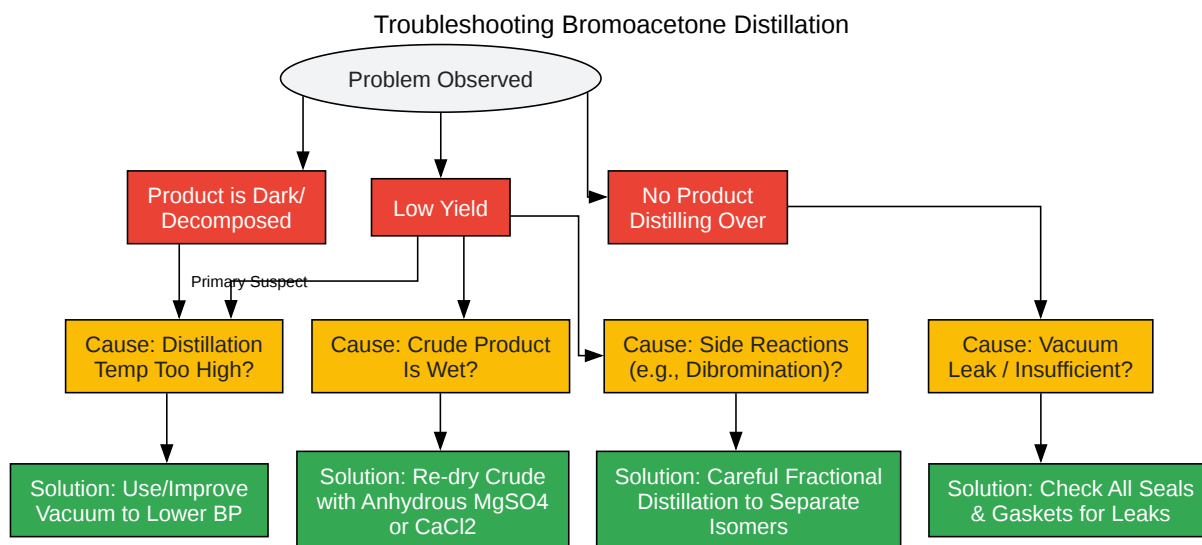 Troubleshooting Bromoacetone Distillation
Problem Observed
Product is Dark/
Decomposed
Low Yield
No Product
Distilling Over
Primary Suspect
Cause: Distillation
Temp Too High?
Cause: Crude Product
Is Wet?
Cause: Side Reactions
(e.g., Dibromination)?
Cause: Vacuum
Leak / Insufficient?
Solution: Use/Improve
Vacuum to Lower BP
Solution: Re-dry Crude
with Anhydrous MgSO4
or CaCl2
Solution: Careful Fractional
Distillation to Separate
Isomers
Solution: Check All Seals
& Gaskets for Leaks